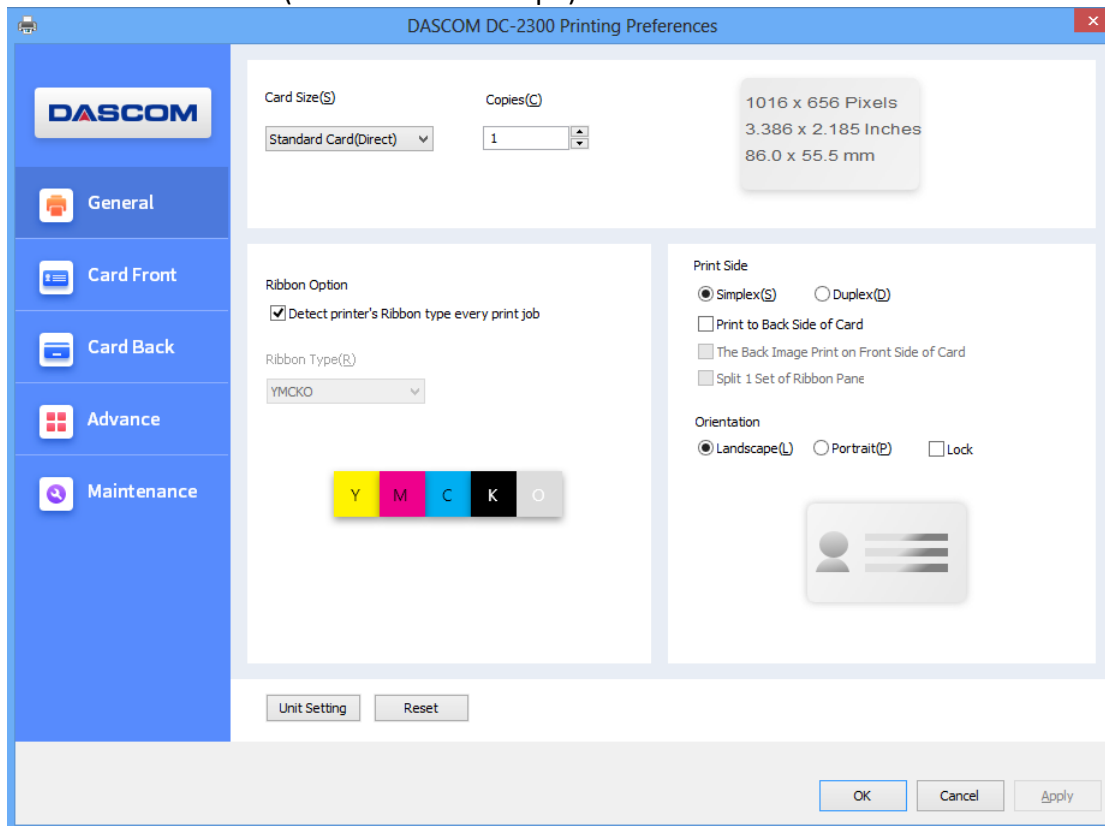 DASCOM DC-2300 Printing Preferences
DASCOM
General
Card Front
Card Back
Advance
Maintenance
Card Size(S)
Copies(C)
Standard Card(Direct)
1
1016 x 656 Pixels
3.386 x 2.185 Inches
86.0 x 55.5 mm
Ribbon Option
Detect printer's Ribbon type every print job
Ribbon Type(R)
YMCKO
Y M C K O
Print Side
Simplex(S) Duplex(D)
Print to Back Side of Card
The Back Image Print on Front Side of Card
Split 1 Set of Ribbon Pane
Orientation
Landscape(L) Portrait(P) Lock
Unit Setting Reset
OK Cancel Apply